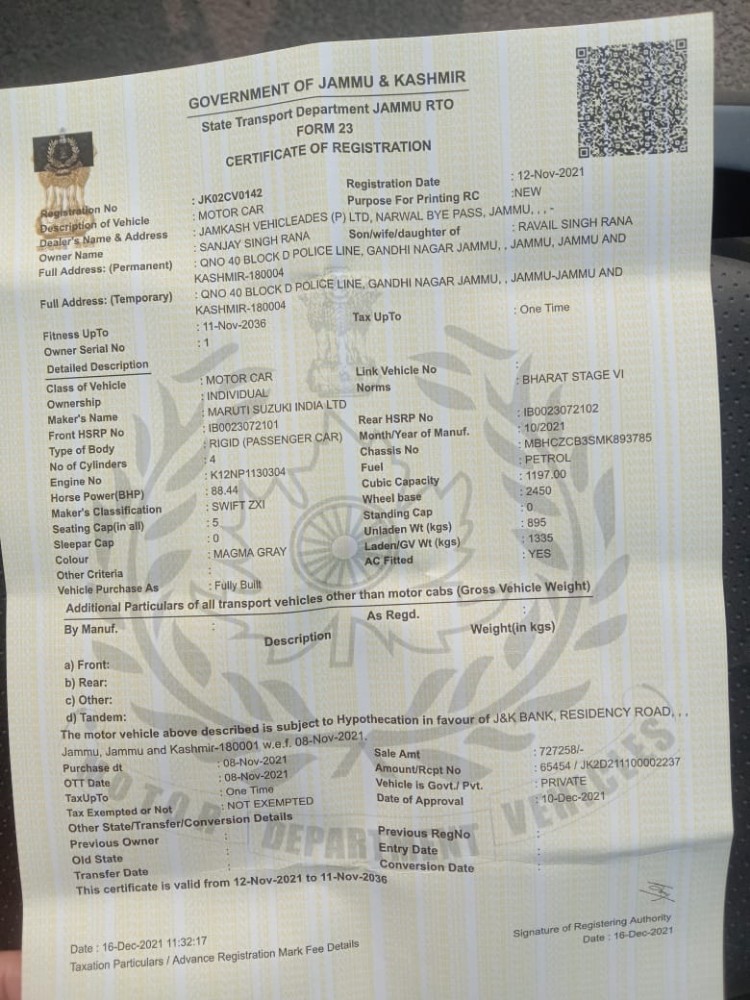 GOVERNMENT OF JAMMU & KASHMIR
State Transport Department JAMMU RTO
FORM 23
CERTIFICATE OF REGISTRATION
Registration No : JK02CV0142 Registration Date : 12-Nov-2021
Description of Vehicle : MOTOR CAR Purpose For Printing RC :NEW
Dealer's Name & Address : JAMKASH VEHICLEADES (P) LTD, NARWAL BYE PASS, JAMMU, , , -
Owner Name : SANJAY SINGH RANA Son/wife/daughter of : RAVAIL SINGH RANA
Full Address: (Permanent) : QNO 40 BLOCK D POLICE LINE, GANDHI NAGAR JAMMU, , JAMMU, JAMMU AND
KASHMIR-180004
Full Address: (Temporary) : QNO 40 BLOCK D POLICE LINE, GANDHI NAGAR JAMMU, , JAMMU-JAMMU AND
KASHMIR-180004
Fitness UpTo : 11-Nov-2036 Tax UpTo : One Time
Owner Serial No : 1
Detailed Description
Class of Vehicle : MOTOR CAR Link Vehicle No :
Ownership : INDIVIDUAL Norms : BHARAT STAGE VI
Maker's Name : MARUTI SUZUKI INDIA LTD
Front HSRP No : IB0023072101 Rear HSRP No : IB0023072102
Type of Body : RIGID (PASSENGER CAR) Month/Year of Manuf. : 10/2021
No of Cylinders : 4 Chassis No : MBHCZCB3SMK893785
Engine No : K12NP1130304 Fuel : PETROL
Horse Power(BHP) : 88.44 Cubic Capacity : 1197.00
Maker's Classification : SWIFT ZXI Wheel base : 2450
Seating Cap(in all) : 5 Standing Cap : 0
Sleepar Cap : 0 Unladen Wt (kgs) : 895
Colour : MAGMA GRAY Laden/GV Wt (kgs) : 1335
Other Criteria : AC Fitted : YES
Vehicle Purchase As : Fully Built
Additional Particulars of all transport vehicles other than motor cabs (Gross Vehicle Weight)
By Manuf. : As Regd. :
Description Weight(in kgs)
a) Front:
b) Rear:
c) Other:
d) Tandem:
The motor vehicle above described is subject to Hypothecation in favour of J&K BANK, RESIDENCY ROAD, , ,
Jammu, Jammu and Kashmir-180001 w.e.f. 08-Nov-2021.
Purchase dt : 08-Nov-2021 Sale Amt : 727258/-
OTT Date : 08-Nov-2021 Amount/Rcpt No : 65454 / JK2D211100002237
TaxUpTo : One Time Vehicle is Govt./ Pvt. : PRIVATE
Tax Exempted or Not : NOT EXEMPTED Date of Approval : 10-Dec-2021
Other State/Transfer/Conversion Details
Previous Owner : Previous RegNo :
Old State : Entry Date :
Transfer Date : Conversion Date :
This certificate is valid from 12-Nov-2021 to 11-Nov-2036
MOTOR VEHICLES
DEPARTMENT
Date : 16-Dec-2021 11:32:17 Signature of Registering Authority
Taxation Particulars / Advance Registration Mark Fee Details Date : 16-Dec-2021